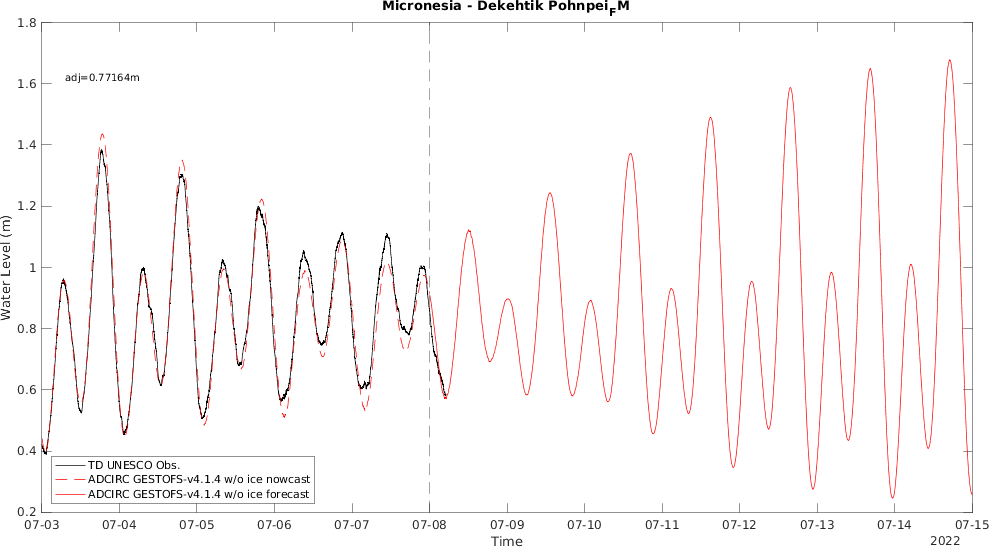 Micronesia - Dekehtik Pohnpei_FM
1.8
adj=0.77164m
1.6
1.4
1.2
1
0.8
0.6
0.4
0.2
Water Level (m)
TD UNESCO Obs.
ADCIRC GESTOFS-v4.1.4 w/o ice nowcast
ADCIRC GESTOFS-v4.1.4 w/o ice forecast
07-03 07-04 07-05 07-06 07-07 07-08 07-09 07-10 07-11 07-12 07-13 07-14 07-15
Time
2022